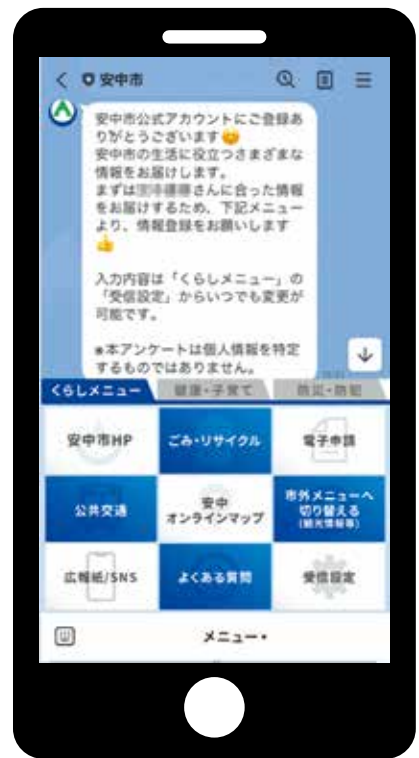 安中市
安中市公式アカウントにご登録あ
りがとうございます
安中市の生活に役立つさまざまな
情報をお届けします。
まずは
さんに合った情報
をお届けするため、下記メニュー
より、情報登録をお願いします
入力内容は「くらしメニュー」の
「受信設定」からいつでも変更が
可能です。
※本アンケートは個人情報を特定
するものではありません。
くらしメニュー 健康・子育て 防災・防犯
安中市HP ごみ・リサイクル 電子申請
公共交通 安中
オンラインマップ 市外メニューへ
切り替える
(観光情報等)
広報紙/SNS よくある質問 受信設定
メニュー▾